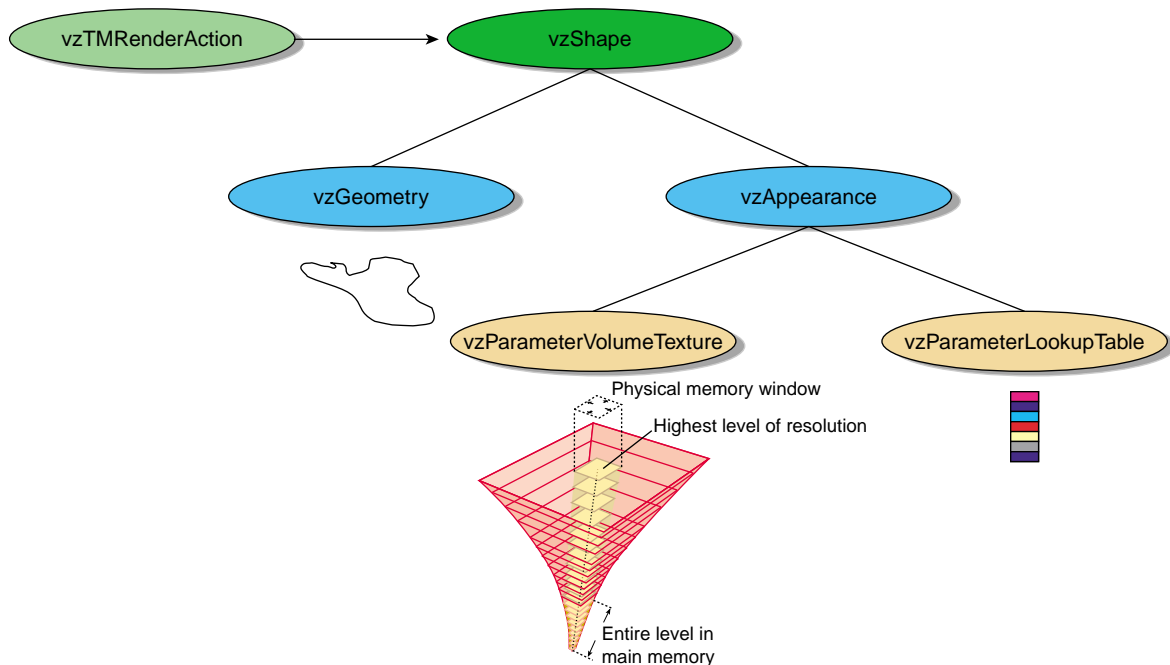 vzTMRenderAction
vzShape
vzGeometry
vzAppearance
vzParameterVolumeTexture
vzParameterLookupTable
Physical memory window
Highest level of resolution
Entire level in
main memory